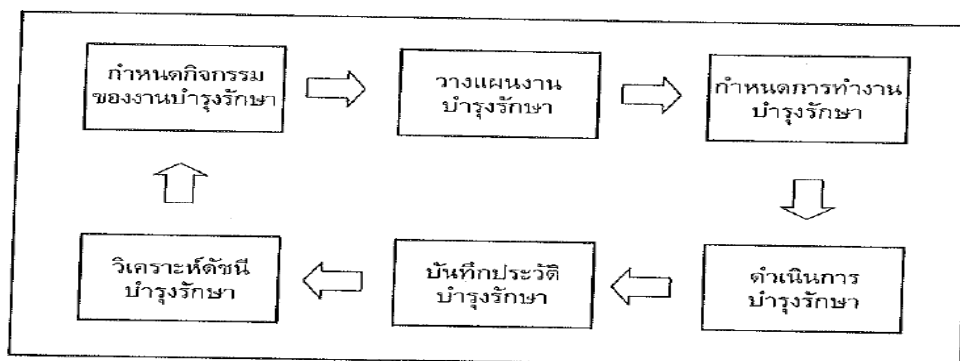 กำหนดกิจกรรม
ของงานบำรุงรักษา
วางแผนงาน
บำรุงรักษา
กำหนดการทำงาน
บำรุงรักษา
ดำเนินการ
บำรุงรักษา
บันทึกประวัติ
บำรุงรักษา
วิเคราะห์ดัชนี
บำรุงรักษา